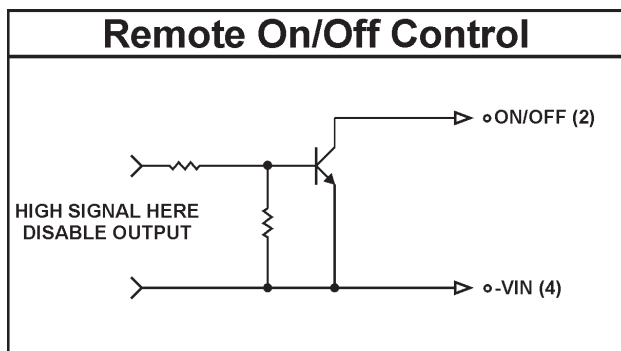 Remote On/Off Control
ON/OFF (2)
HIGH SIGNAL HERE
DISABLE OUTPUT
-VIN (4)